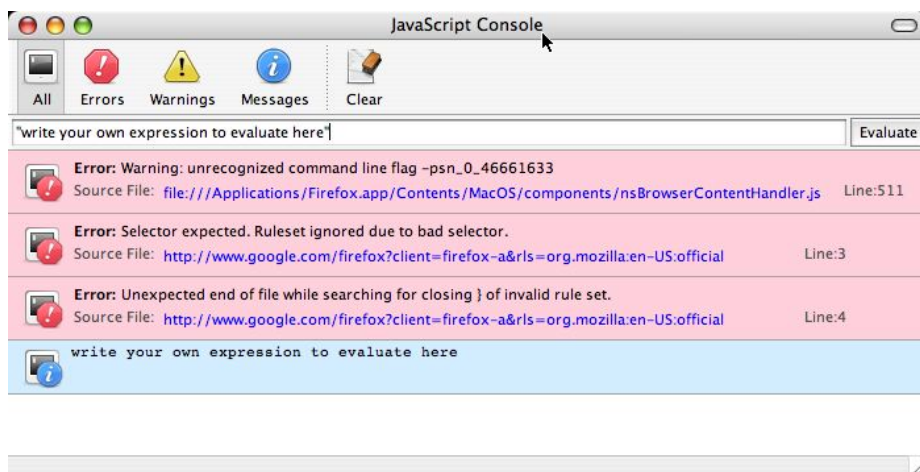 JavaScript Console
All Errors Warnings Messages Clear
"write your own expression to evaluate here" Evaluate
Error: Warning: unrecognized command line flag -psn_0_46661633
Source File: file:///Applications/Firefox.app/Contents/MacOS/components/nsBrowserContentHandler.js Line:511
Error: Selector expected. Ruleset ignored due to bad selector.
Source File: http://www.google.com/firefox?client=firefox-a&rls=org.mozilla:en-US:official Line:3
Error: Unexpected end of file while searching for closing } of invalid rule set.
Source File: http://www.google.com/firefox?client=firefox-a&rls=org.mozilla:en-US:official Line:4
write your own expression to evaluate here